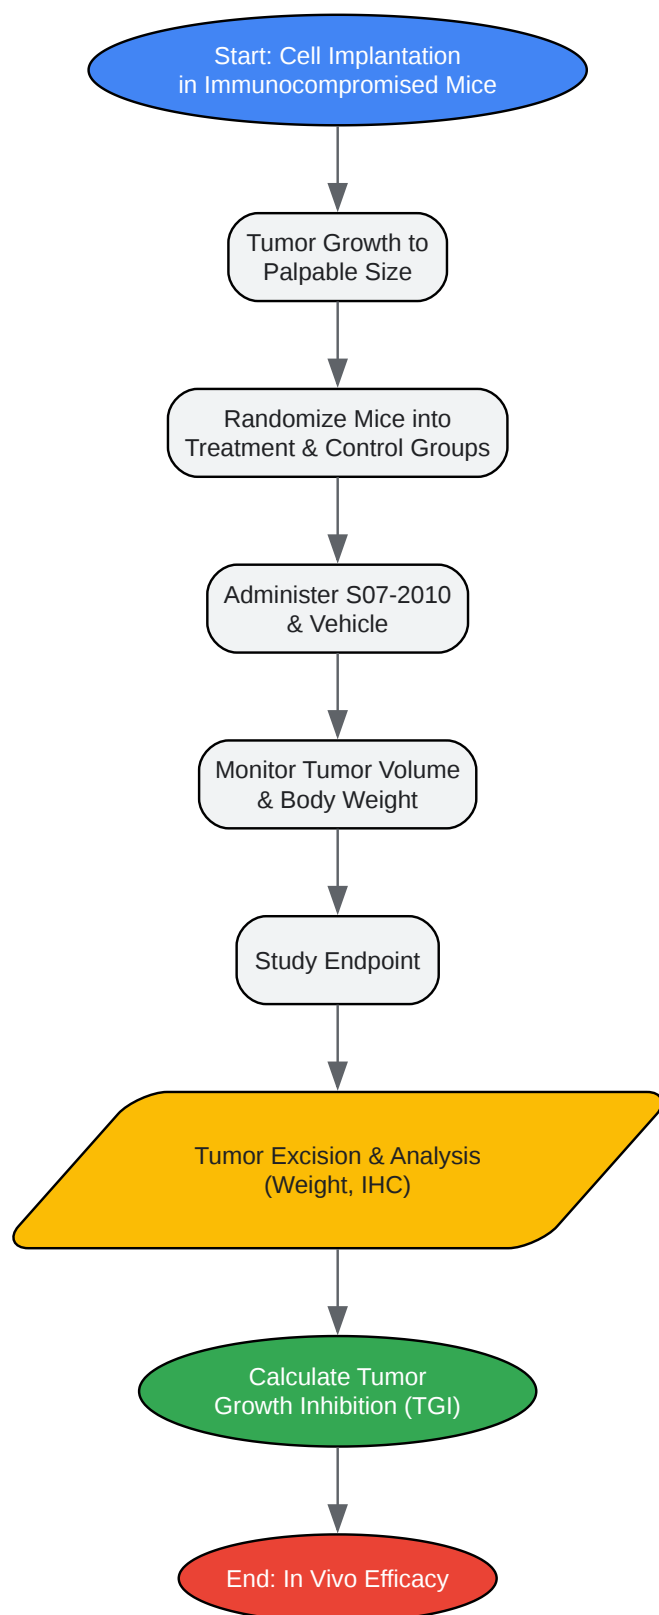 Start: Cell Implantation
in Immunocompromised Mice
Tumor Growth to
Palpable Size
Randomize Mice into
Treatment & Control Groups
Administer S07-2010
& Vehicle
Monitor Tumor Volume
& Body Weight
Study Endpoint
Tumor Excision & Analysis
(Weight, IHC)
Calculate Tumor
Growth Inhibition (TGI)
End: In Vivo Efficacy